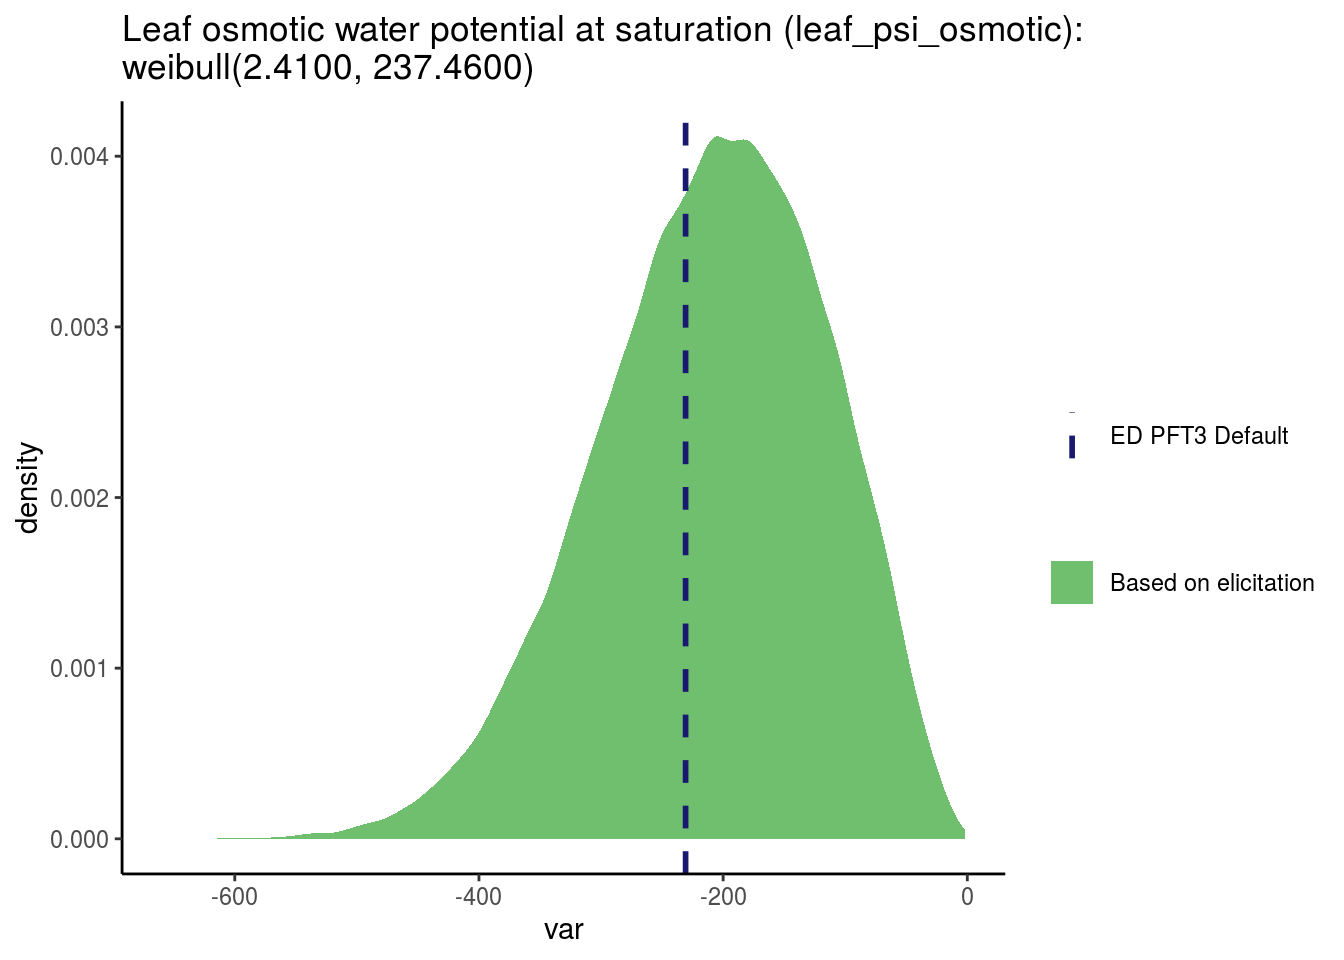 Leaf osmotic water potential at saturation (leaf_psi_osmotic):
weibull(2.4100, 237.4600)
0.004
0.003
0.002
0.001
0.000
density
-600
-400
-200
0
var
ED PFT3 Default
Based on elicitation